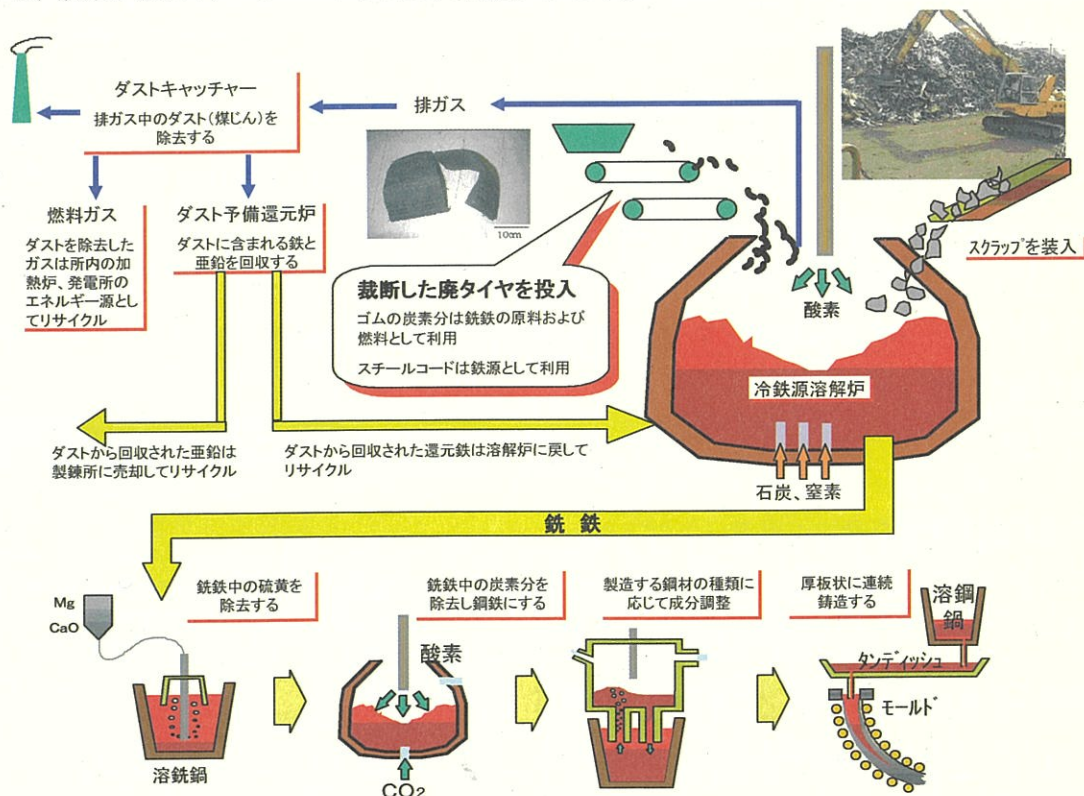 ダストキャッチャー
排ガス中のダスト(煤じん)を
除去する
排ガス
燃料ガス
ダストを除去した
ガスは所内の加
熱炉、発電所の
エネルギー源とし
てリサイクル
ダスト予備還元炉
ダストに含まれる鉄と
亜鉛を回収する
10cm
裁断した廃タイヤを投入
ゴムの炭素分は銑鉄の原料および
燃料として利用
スチールコードは鉄源として利用
酸素
スクラップを装入
冷鉄源溶解炉
石炭、窒素
ダストから回収された亜鉛は
製錬所に売却してリサイクル
ダストから回収された還元鉄は溶解炉に戻して
リサイクル
銑 鉄
Mg
CaO
銑鉄中の硫黄を
除去する
溶銑鍋
銑鉄中の炭素分を
除去し鋼鉄にする
酸素
CO2
製造する鋼材の種類に
応じて成分調整
厚板状に連続
鋳造する
溶鋼
鍋
タンディッシュ
モールド